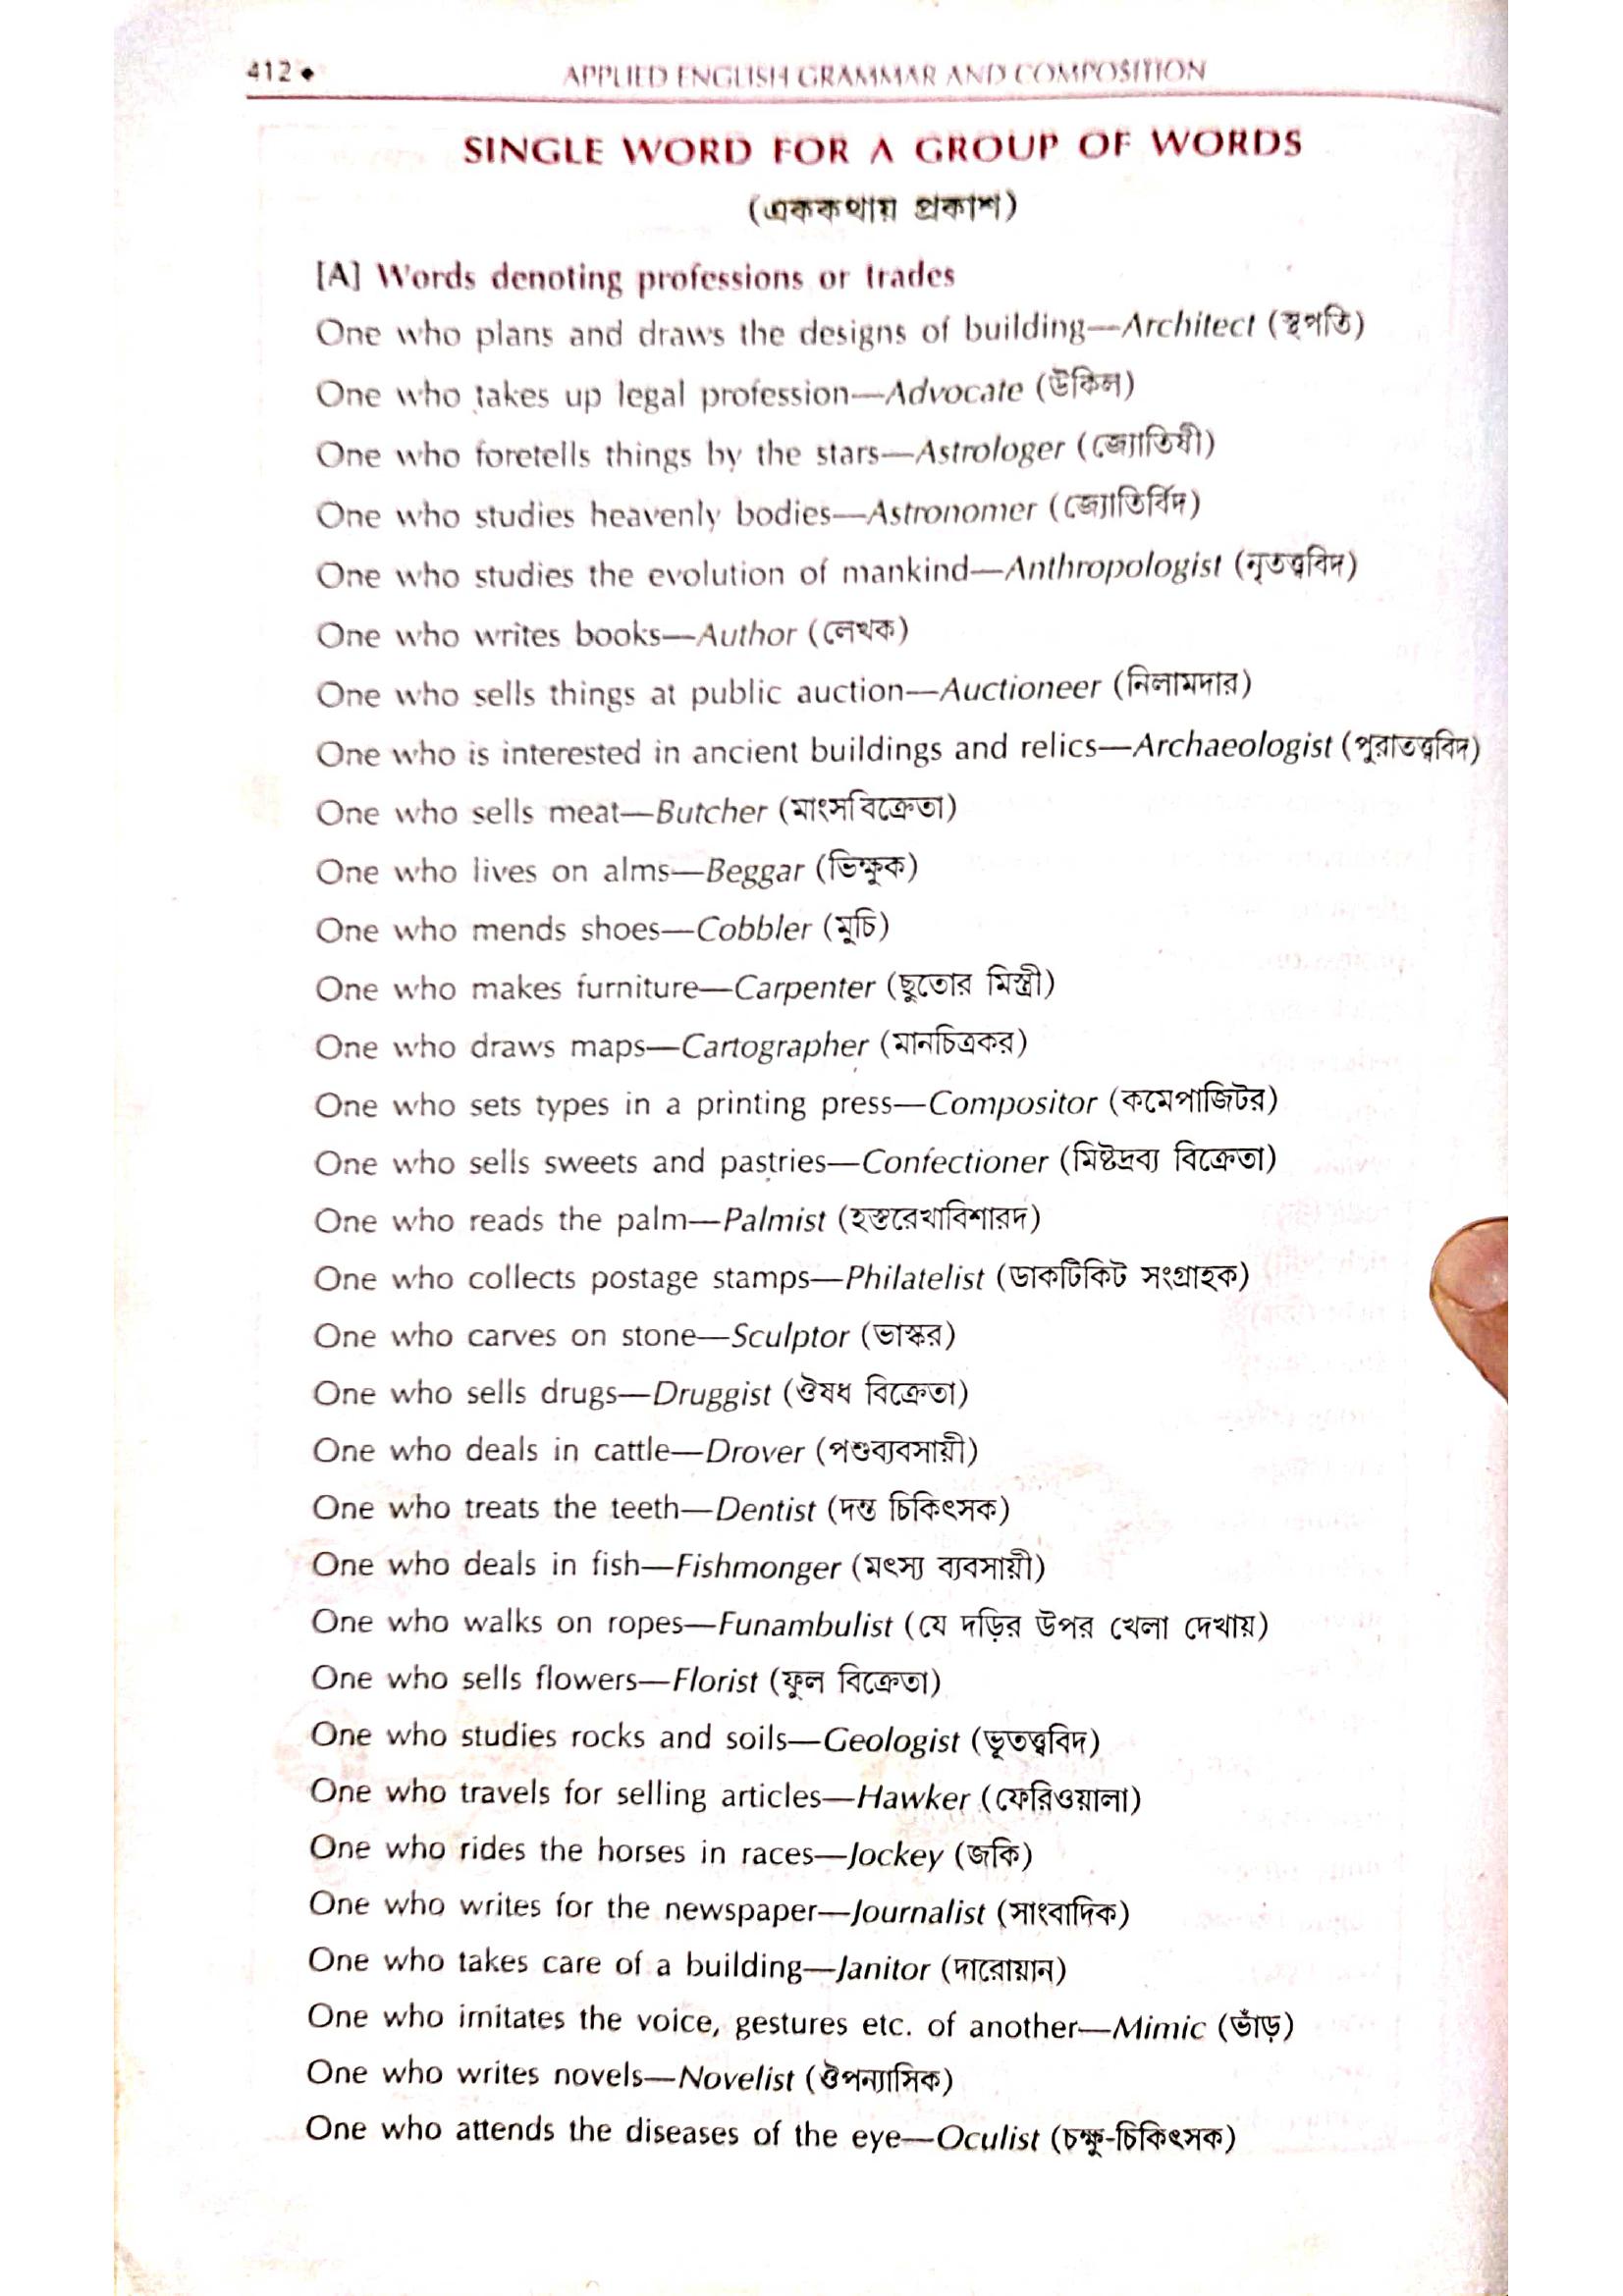 412 ◆ APPLIED ENGLISH GRAMMAR AND COMPOSITION
SINGLE WORD FOR A GROUP OF WORDS
(এককথায় প্রকাশ)
[A] Words denoting professions or trades
One who plans and draws the designs of building—Architect (স্থপতি)
One who takes up legal profession—Advocate (উকিল)
One who foretells things by the stars—Astrologer (জ্যোতিষী)
One who studies heavenly bodies—Astronomer (জ্যোতির্বিদ)
One who studies the evolution of mankind—Anthropologist (নৃতত্ত্ববিদ)
One who writes books—Author (লেখক)
One who sells things at public auction—Auctioneer (নিলামদার)
One who is interested in ancient buildings and relics—Archaeologist (পুরাতত্ত্ববিদ)
One who sells meat—Butcher (মাংসবিক্রেতা)
One who lives on alms—Beggar (ভিক্ষুক)
One who mends shoes—Cobbler (মুচি)
One who makes furniture—Carpenter (ছুতোর মিস্ত্রী)
One who draws maps—Cartographer (মানচিত্রকর)
One who sets types in a printing press—Compositor (কমেপাজিটর)
One who sells sweets and pastries—Confectioner (মিষ্টদ্রব্য বিক্রেতা)
One who reads the palm—Palmist (হস্তরেখাবিশারদ)
One who collects postage stamps—Philatelist (ডাকটিকিট সংগ্রাহক)
One who carves on stone—Sculptor (ভাস্কর)
One who sells drugs—Druggist (ঔষধ বিক্রেতা)
One who deals in cattle—Drover (পশুব্যবসায়ী)
One who treats the teeth—Dentist (দন্ত চিকিৎসক)
One who deals in fish—Fishmonger (মৎস্য ব্যবসায়ী)
One who walks on ropes—Funambulist (যে দড়ির উপর খেলা দেখায়)
One who sells flowers—Florist (ফুল বিক্রেতা)
One who studies rocks and soils—Geologist (ভূতত্ত্ববিদ)
One who travels for selling articles—Hawker (ফেরিওয়ালা)
One who rides the horses in races—Jockey (জকি)
One who writes for the newspaper—Journalist (সাংবাদিক)
One who takes care of a building—Janitor (দারোয়ান)
One who imitates the voice, gestures etc. of another—Mimic (ভাঁড়)
One who writes novels—Novelist (ঔপন্যাসিক)
One who attends the diseases of the eye—Oculist (চক্ষু-চিকিৎসক)